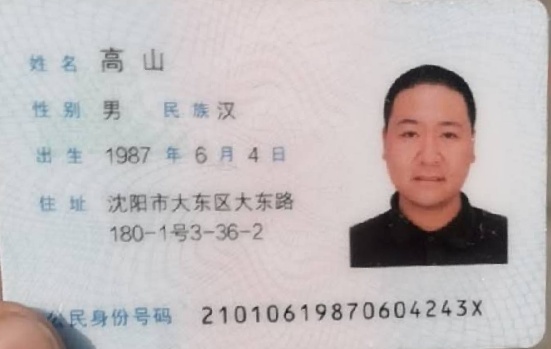 姓名 高山
性别 男 民族 汉
出生 1987 年 6 月 4 日
住址 沈阳市大东区大东路
180-1号3-36-2
公民身份号码 21010619870604243X